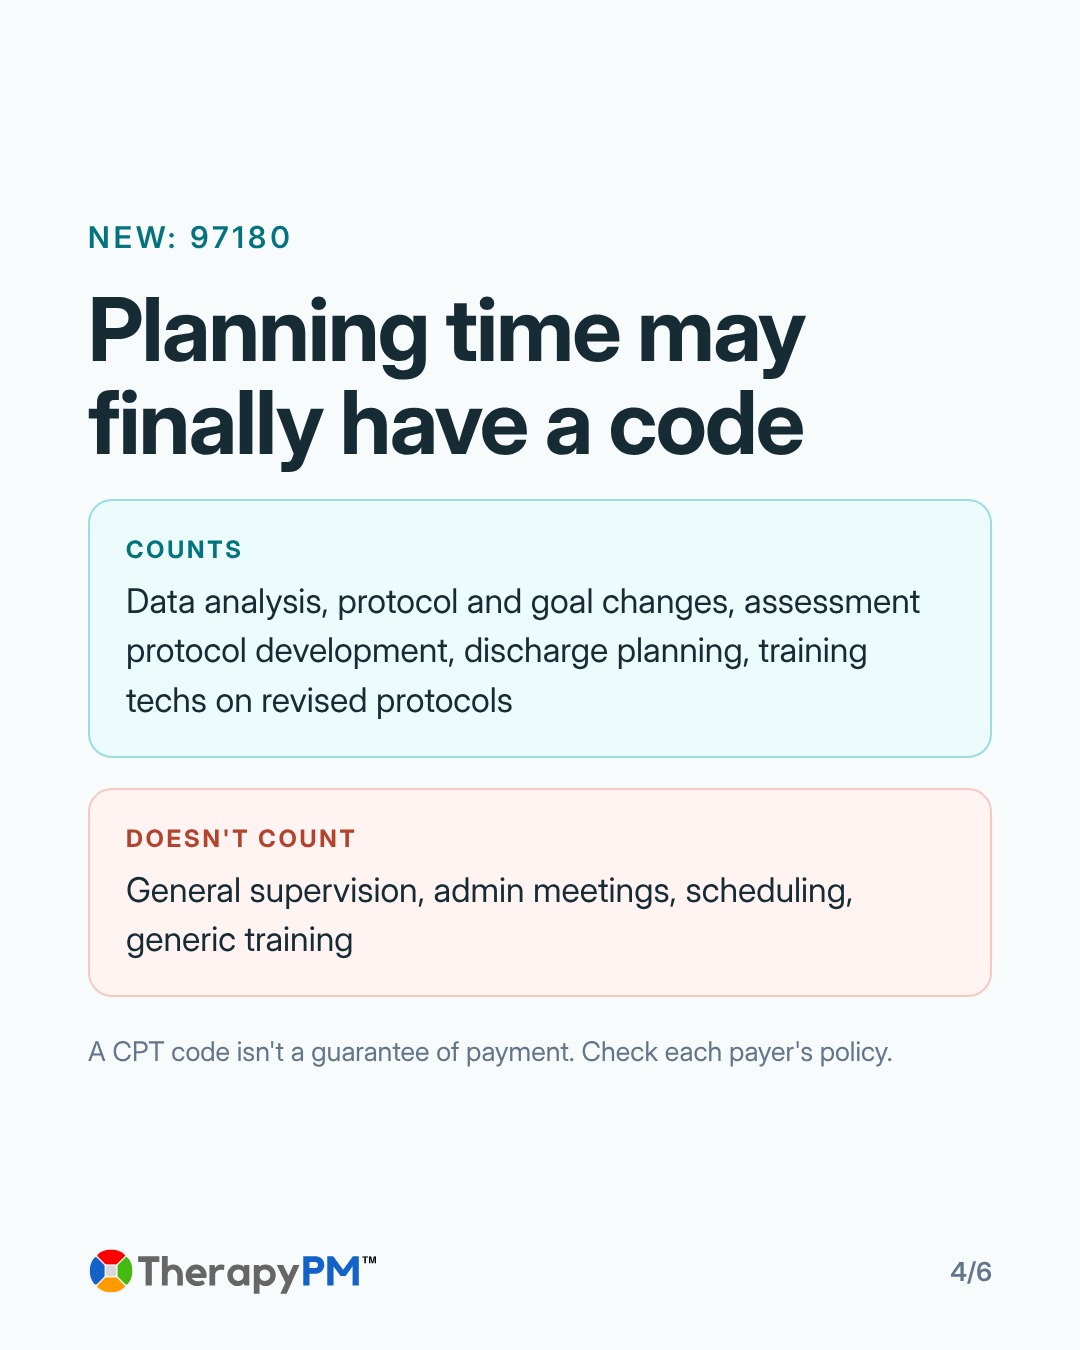 NEW: 97180
Planning time may
finally have a code
COUNTS
Data analysis, protocol and goal changes, assessment
protocol development, discharge planning, training
techs on revised protocols
DOESN'T COUNT
General supervision, admin meetings, scheduling,
generic training
A CPT code isn't a guarantee of payment. Check each payer's policy.
TherapyPM™
4/6